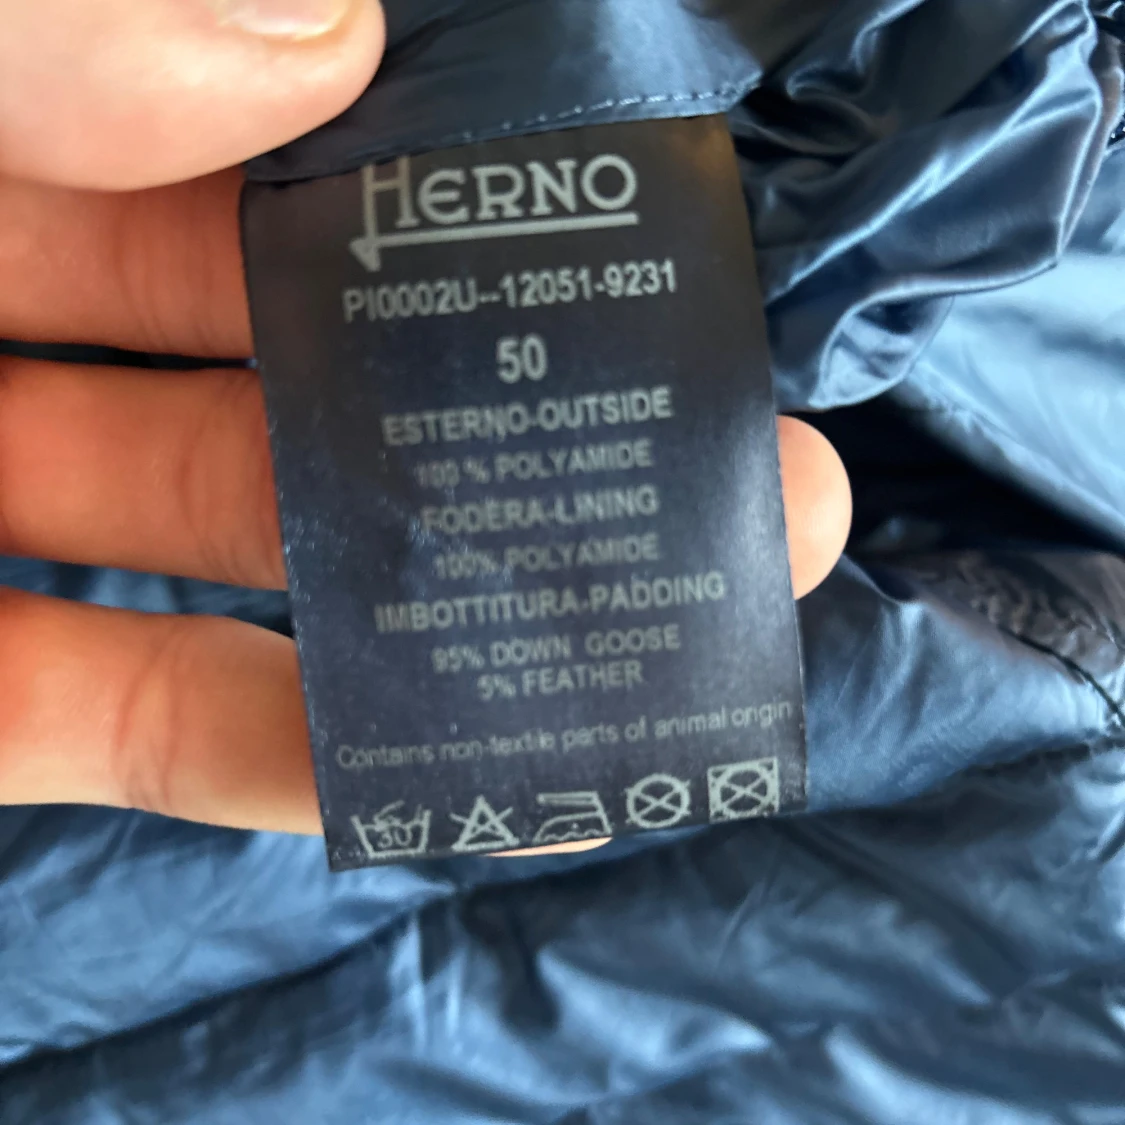 HERNO
PI0002U--12051-9231
50
ESTERNO-OUTSIDE
100 % POLYAMIDE
FODERA-LINING
100% POLYAMIDE
IMBOTTITURA-PADDING
95% DOWN GOOSE
5% FEATHER
Contains non-textile parts of animal origin
30